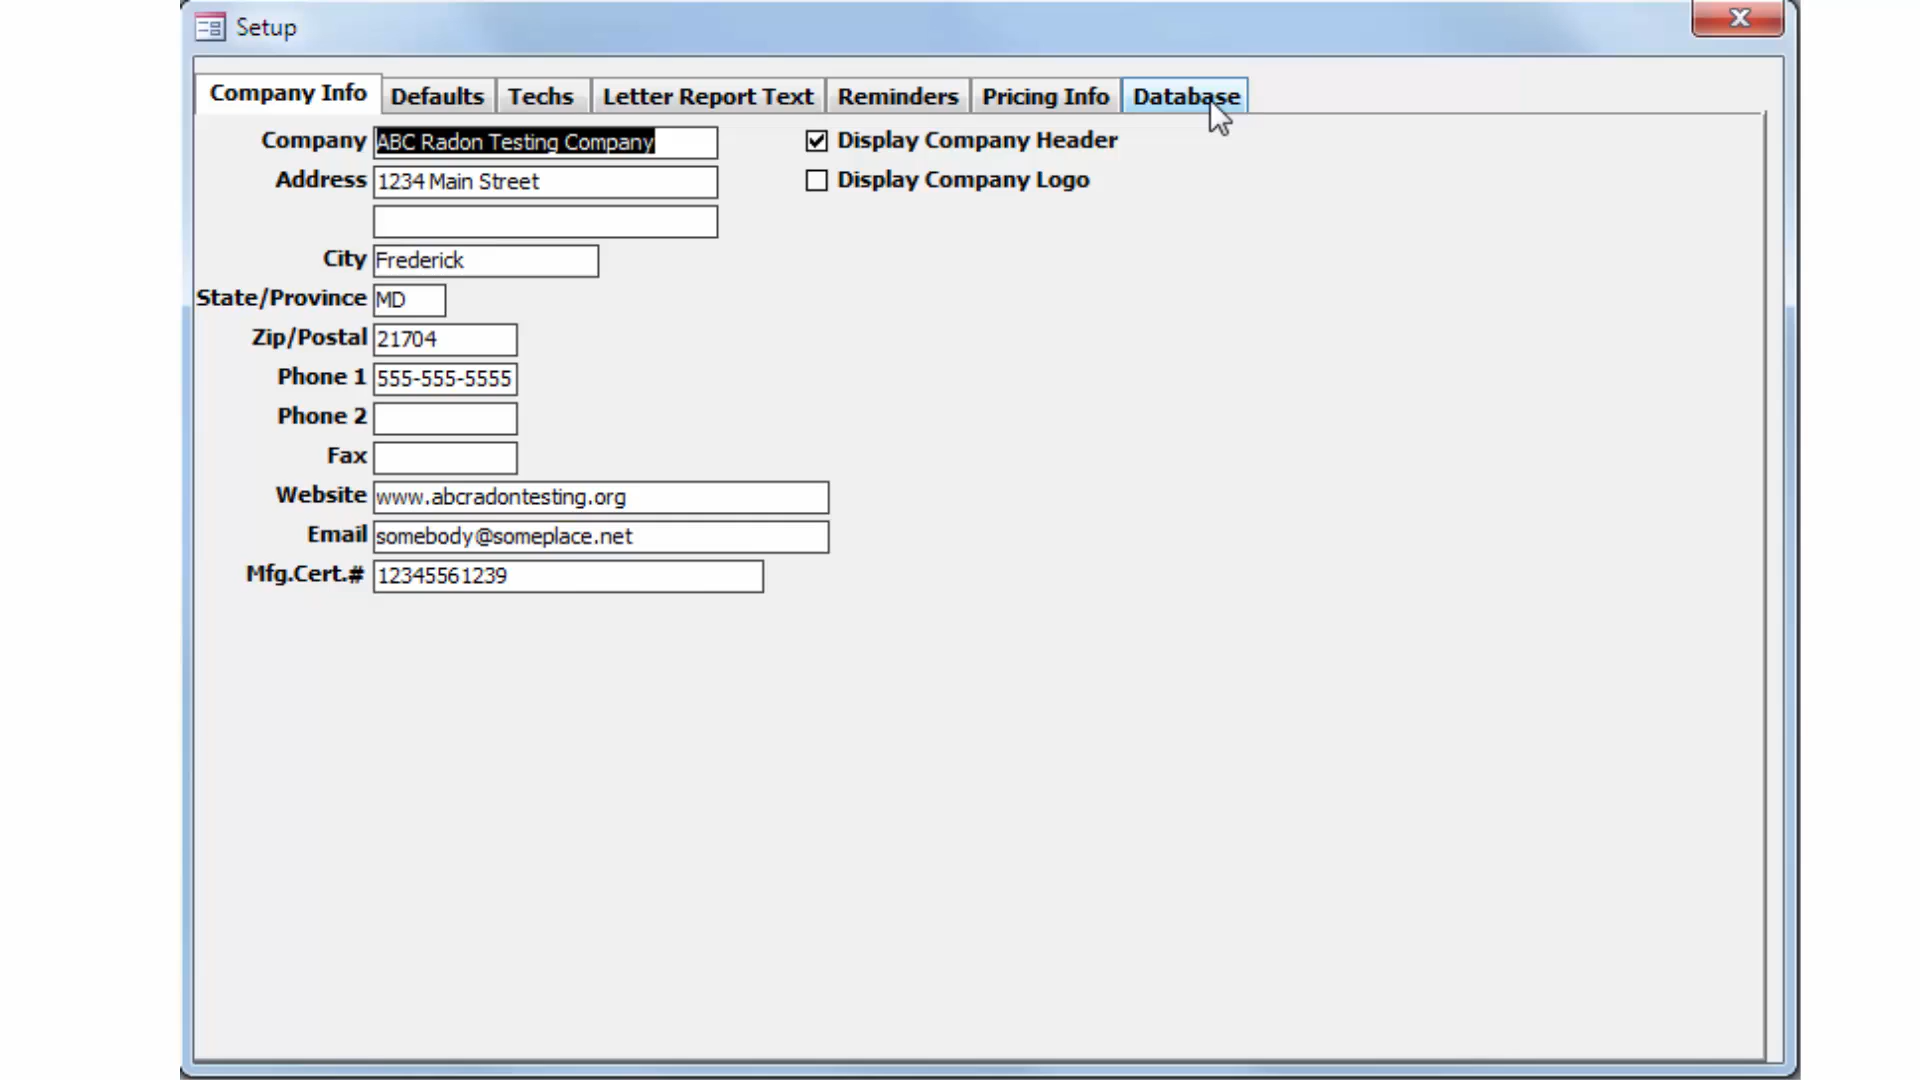 Setup
Company Info Defaults Techs Letter Report Text Reminders Pricing Info Database
Company ABC Radon Testing Company Display Company Header
Address 1234 Main Street Display Company Logo
City Frederick
State/Province MD
Zip/Postal 21704
Phone 1 555-555-5555
Phone 2
Fax
Website www.abcradontesting.org
Email somebody@someplace.net
Mfg.Cert.# 12345561239